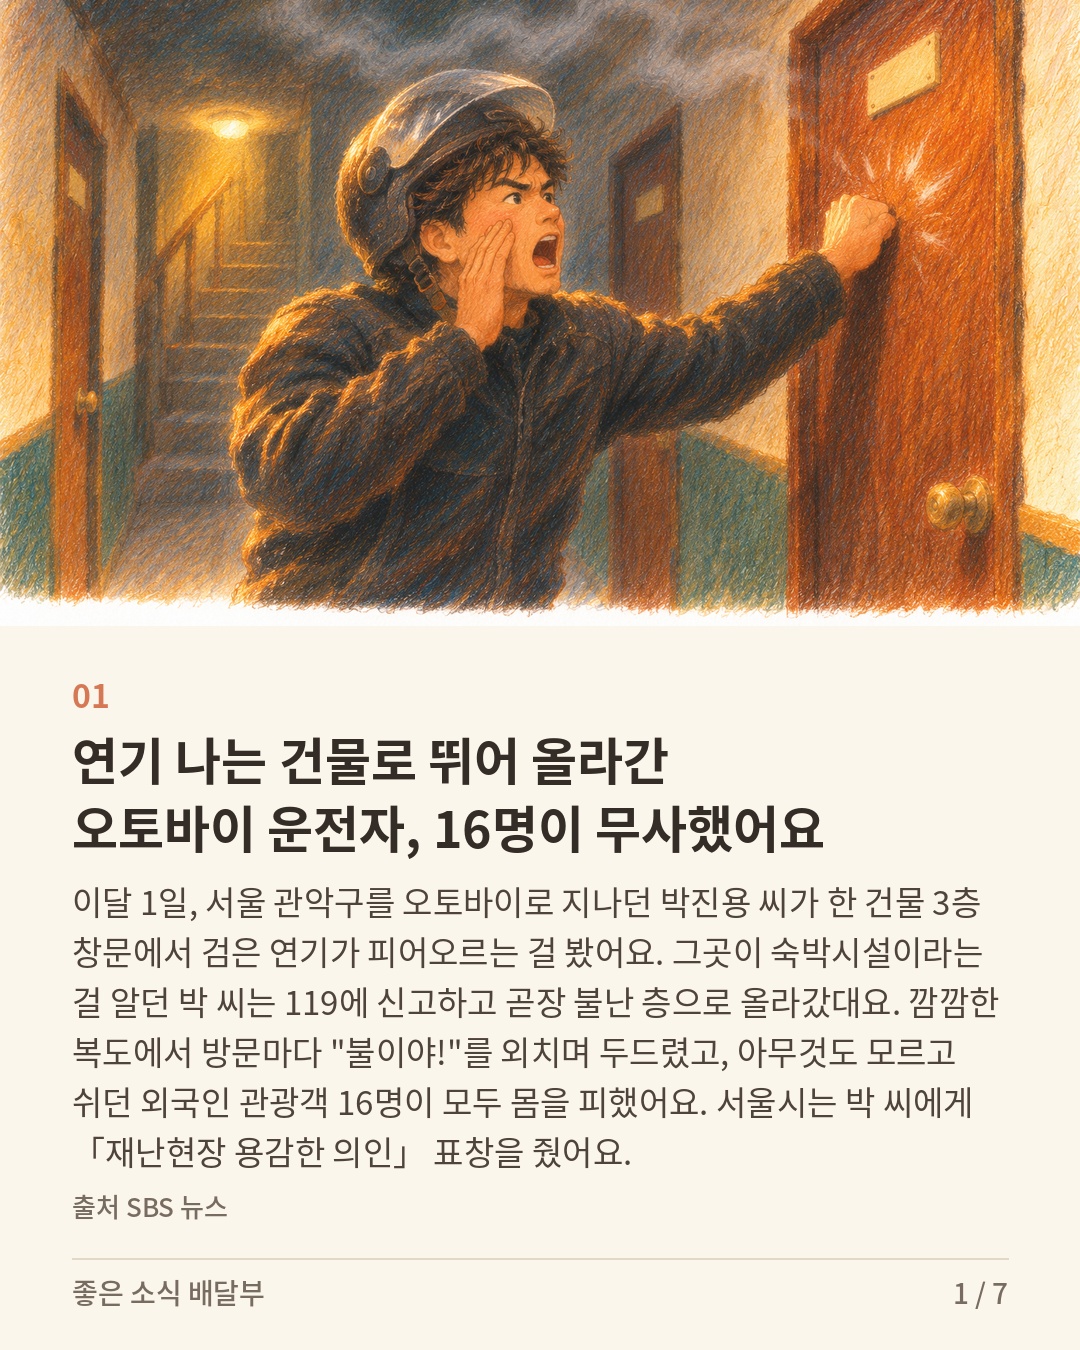 01
연기 나는 건물로 뛰어 올라간
오토바이 운전자, 16명이 무사했어요
이달 1일, 서울 관악구를 오토바이로 지나던 박진용 씨가 한 건물 3층
창문에서 검은 연기가 피어오르는 걸 봤어요. 그곳이 숙박시설이라는
걸 알던 박 씨는 119에 신고하고 곧장 불난 층으로 올라갔대요. 깜깜한
복도에서 방문마다 "불이야!"를 외치며 두드렸고, 아무것도 모르고
쉬던 외국인 관광객 16명이 모두 몸을 피했어요. 서울시는 박 씨에게
「재난현장 용감한 의인」 표창을 줬어요.
출처 SBS 뉴스
좋은 소식 배달부
1 / 7